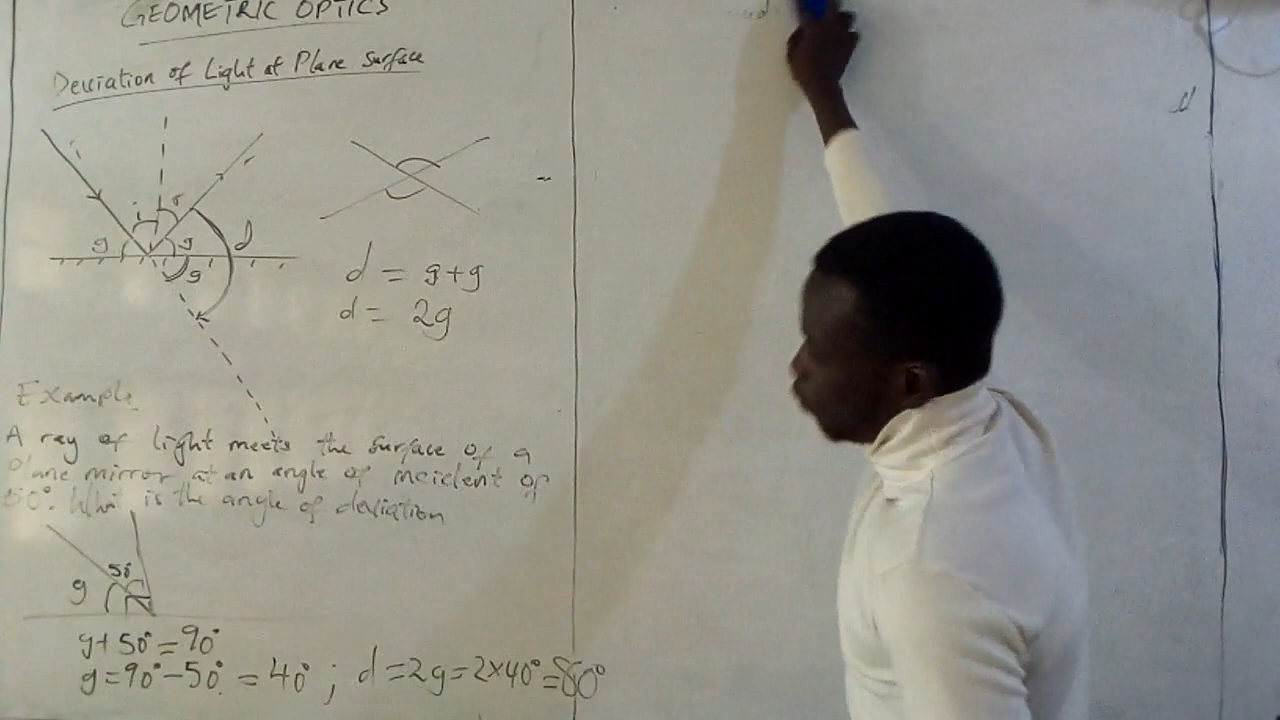 GEOMETRIC OPTICS
Deviation of Light at Plane Surface
i
r
i
r
g
g
d
g
d = g+g
d = 2g
Example
A ray of light meets the surface of a
Plane mirror at an angle of incident of
50°. What is the angle of deviation
50
g
g+50°=90°
g=90°-50° = 40° ; d=2g=2×40°=80°